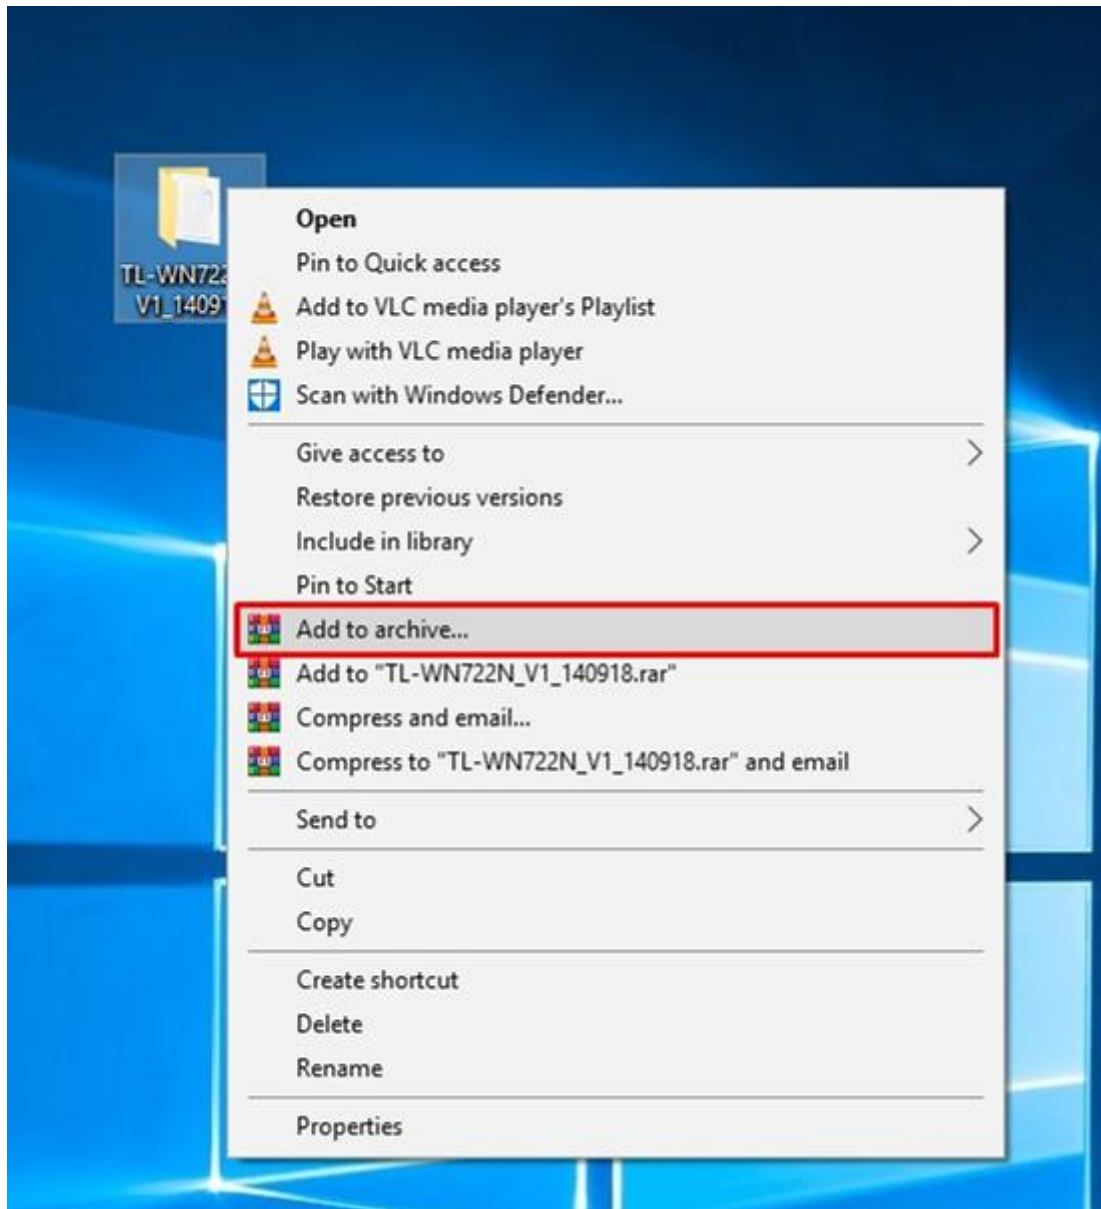 TL-WN722
V1_1409
Open
Pin to Quick access
Add to VLC media player's Playlist
Play with VLC media player
Scan with Windows Defender...
Give access to
Restore previous versions
Include in library
Pin to Start
Add to archive...
Add to "TL-WN722N_V1_140918.rar"
Compress and email...
Compress to "TL-WN722N_V1_140918.rar" and email
Send to
Cut
Copy
Create shortcut
Delete
Rename
Properties